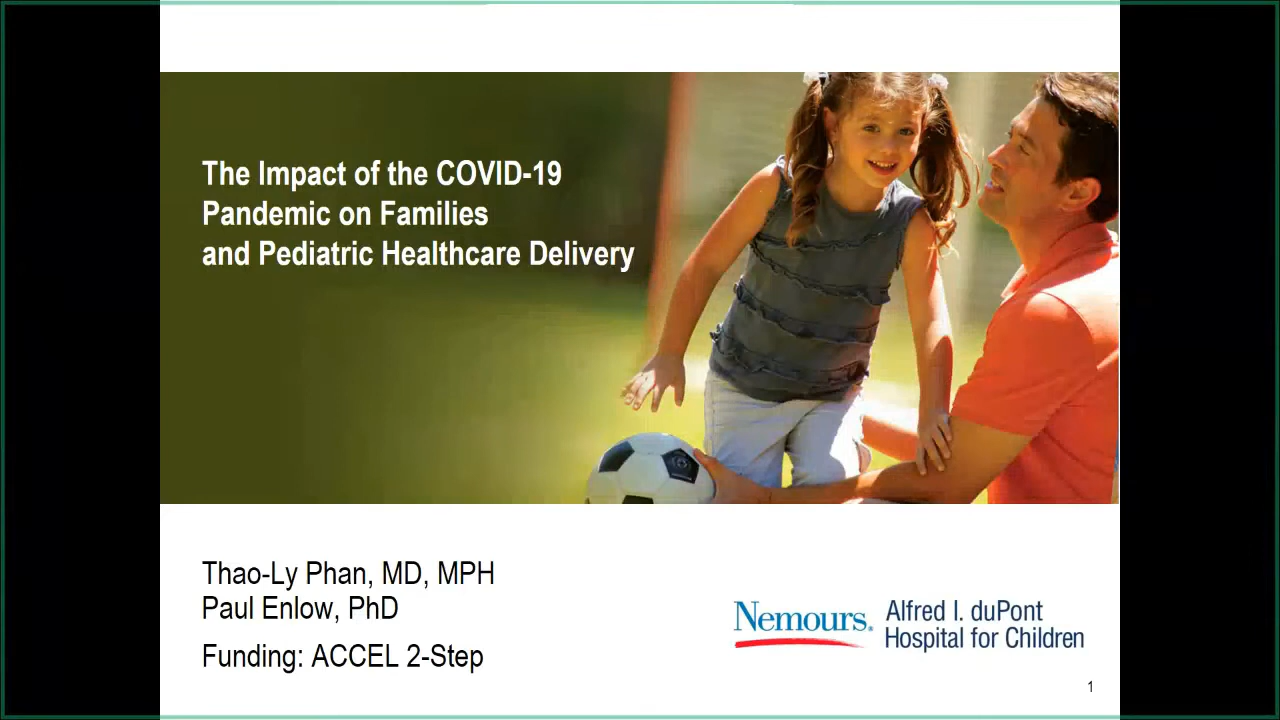 The Impact of the COVID-19
Pandemic on Families
and Pediatric Healthcare Delivery
Thao-Ly Phan, MD, MPH
Paul Enlow, PhD
Funding: ACCEL 2-Step
Nemours.
Alfred I. duPont
Hospital for Children
1